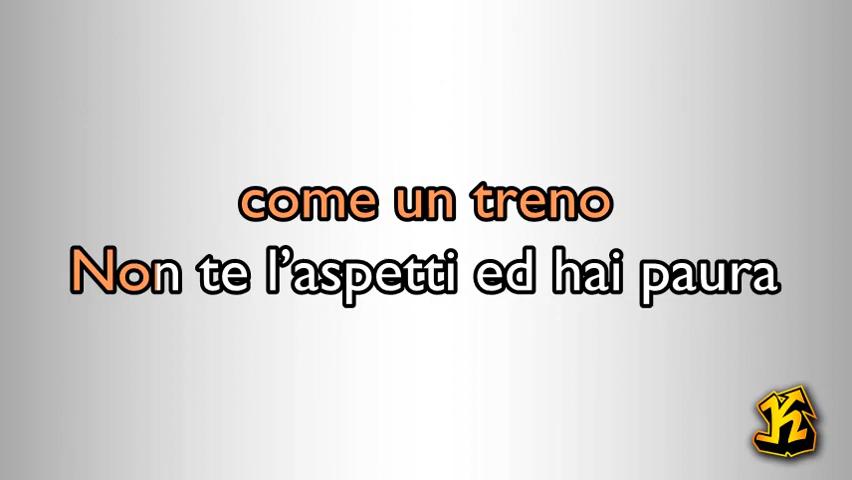 come un treno
Non te l’aspetti ed hai paura
K